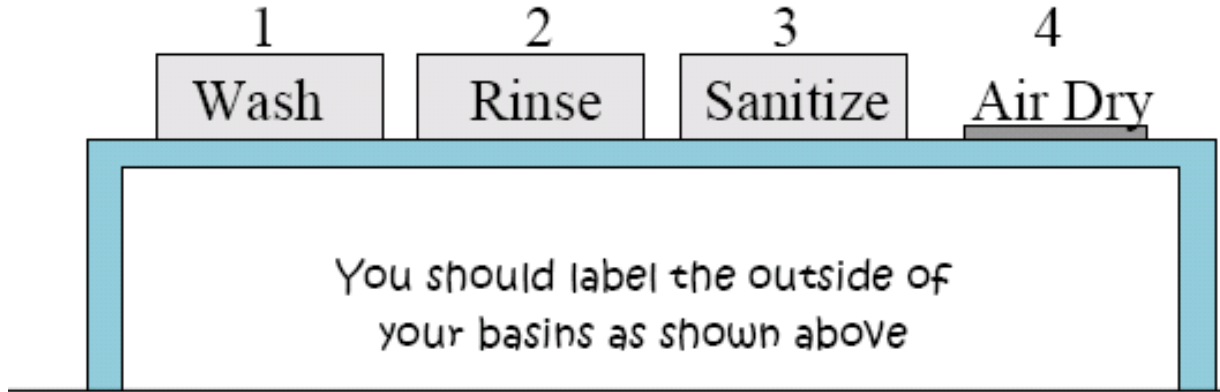 1 2 3 4
Wash Rinse Sanitize Air Dry
You should label the outside of
your basins as shown above